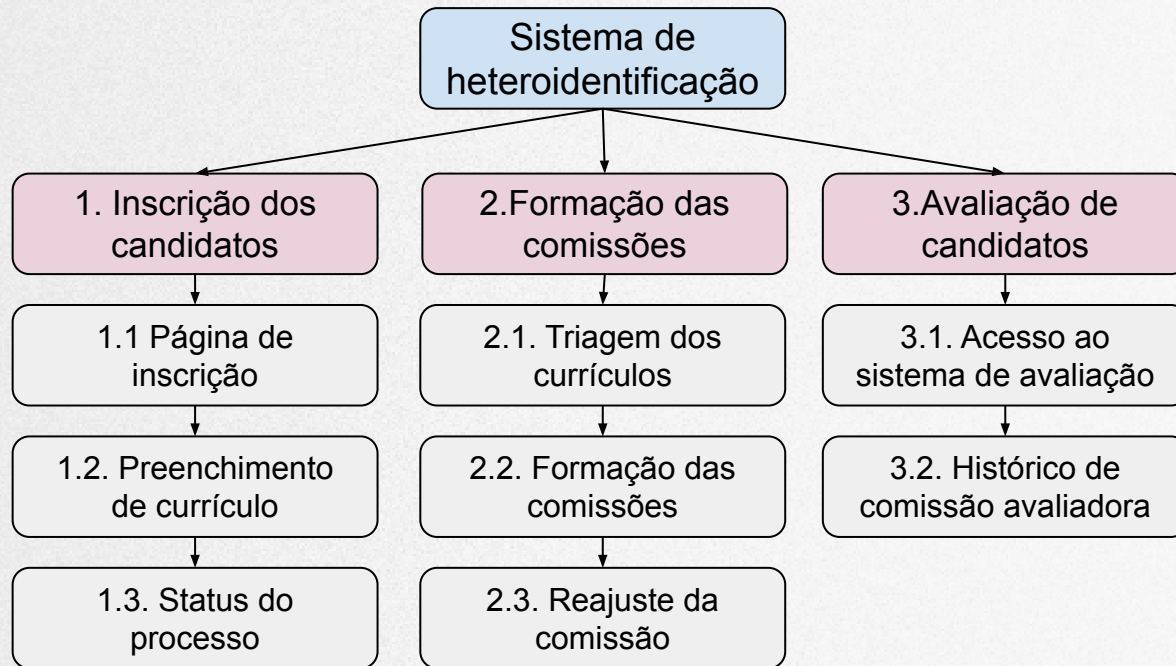 Sistema de
heteroidentificação
1. Inscrição dos
candidatos
2.Formação das
comissões
3.Avaliação de
candidatos
1.1 Página de
inscrição
2.1. Triagem dos
currículos
3.1. Acesso ao
sistema de avaliação
1.2. Preenchimento
de currículo
2.2. Formação das
comissões
3.2. Histórico de
comissão avaliadora
1.3. Status do
processo
2.3. Reajuste da
comissão